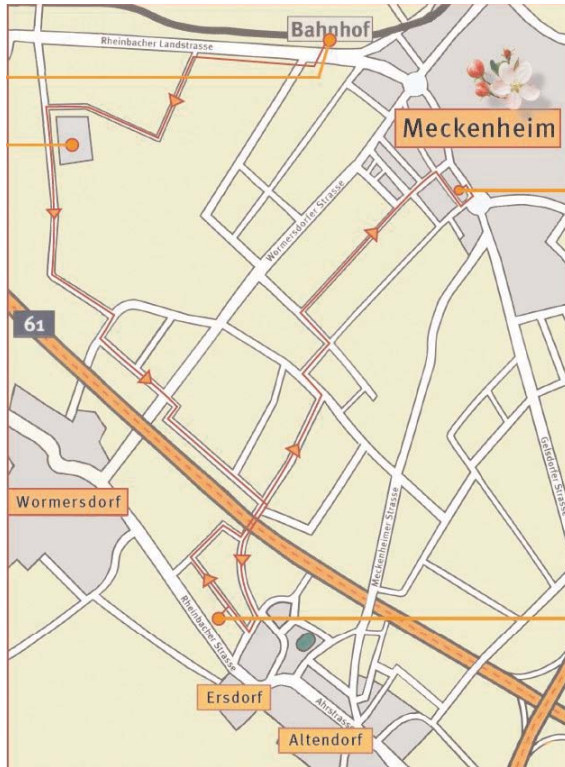 Bahnhof
Rheinbacher Landstrasse
Meckenheim
Wormersdorfer Strasse
61
Gelsdorfer Strasse
Wormersdorf
Meckenheimer Strasse
Rheinbacher Strasse
Ersdorf
Ahrstrasse
Altendorf